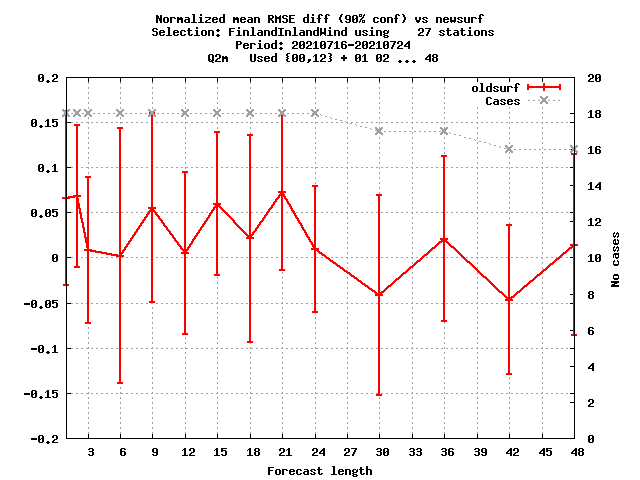 Normalized mean RMSE diff (90% conf) vs newsurf
Selection: FinlandInlandWind using    27 stations
Period: 20210716-20210724
Q2m   Used {00,12} + 01 02 ... 48
oldsurf
Cases
0.2
0.15
0.1
0.05
0
-0.05
-0.1
-0.15
-0.2
20
18
16
14
12
10
8
6
4
2
0
No cases
3 6 9 12 15 18 21 24 27 30 33 36 39 42 45 48
Forecast length